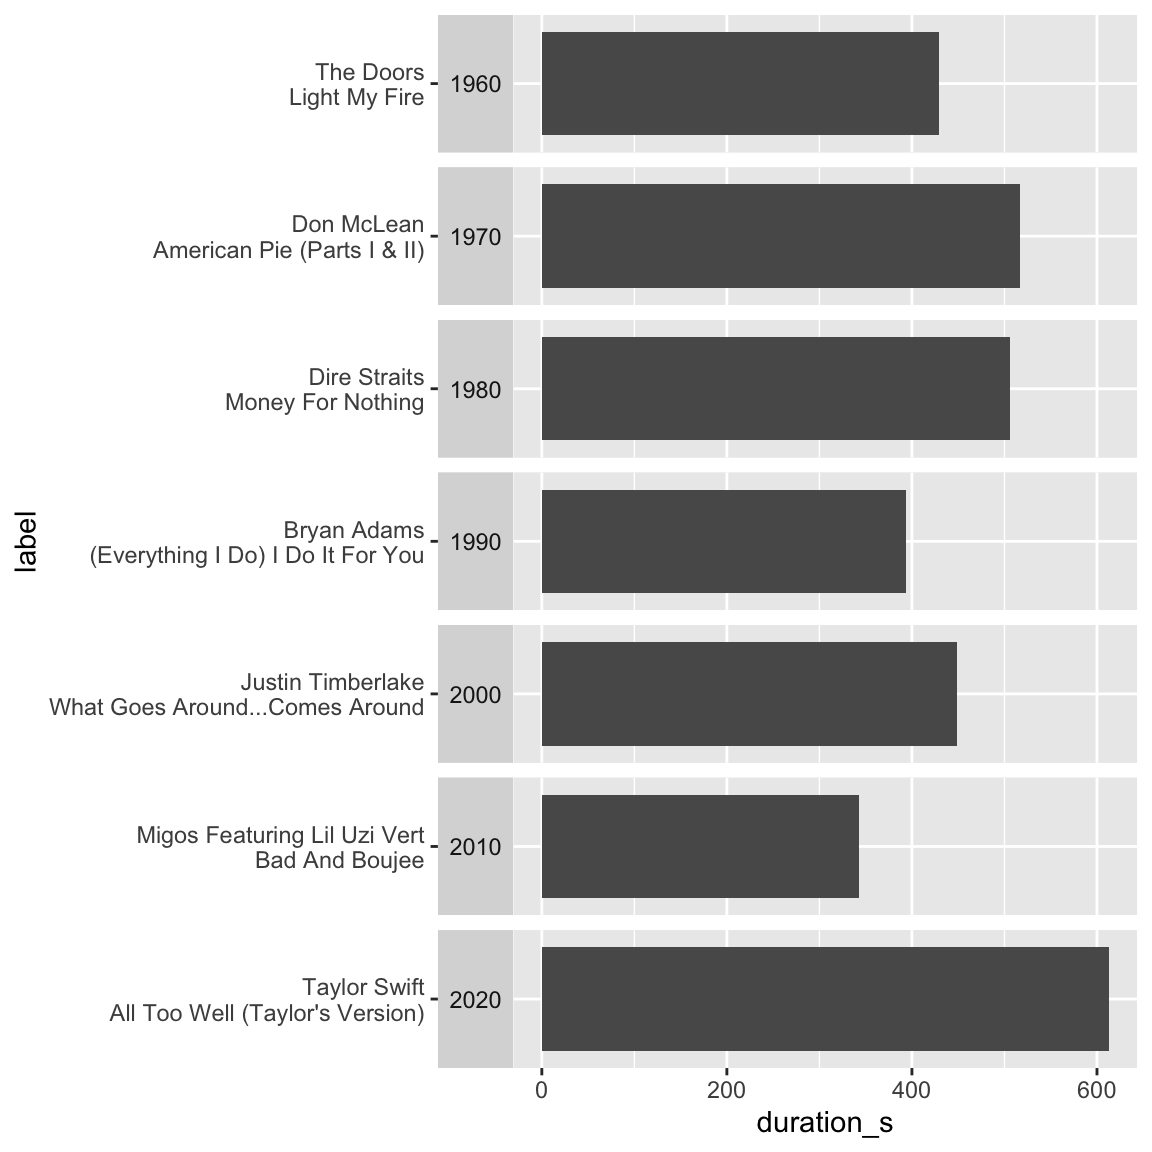 The Doors
Light My Fire
1960
Don McLean
American Pie (Parts I & II)
1970
Dire Straits
Money For Nothing
1980
label
Bryan Adams
(Everything I Do) I Do It For You
1990
Justin Timberlake
What Goes Around...Comes Around
2000
Migos Featuring Lil Uzi Vert
Bad And Boujee
2010
Taylor Swift
All Too Well (Taylor's Version)
2020
0 200 400 600
duration_s